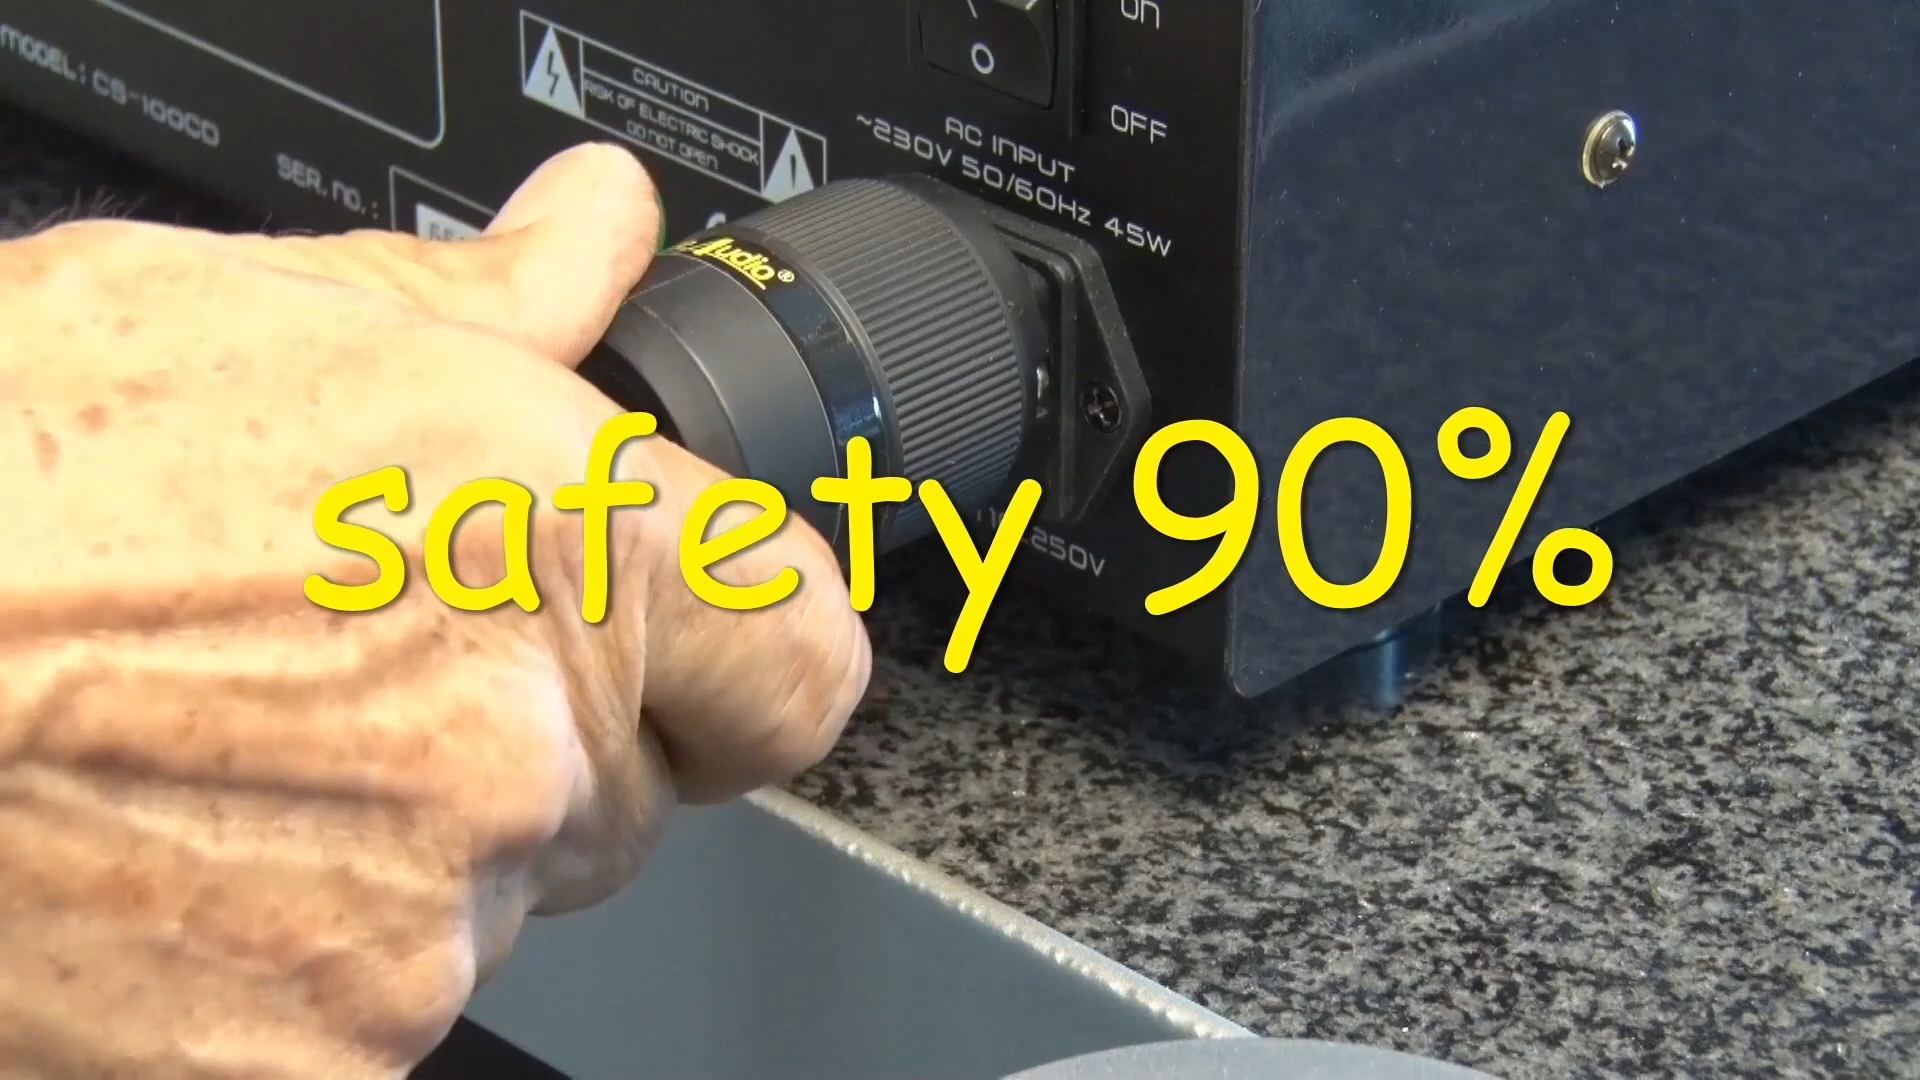 MODEL: CS-100CD
SER. NO.:
CAUTION
RISK OF ELECTRIC SHOCK
DO NOT OPEN
ON
O
OFF
AC INPUT
~230V 50/60Hz 45W
Audio®
250V
safety 90%